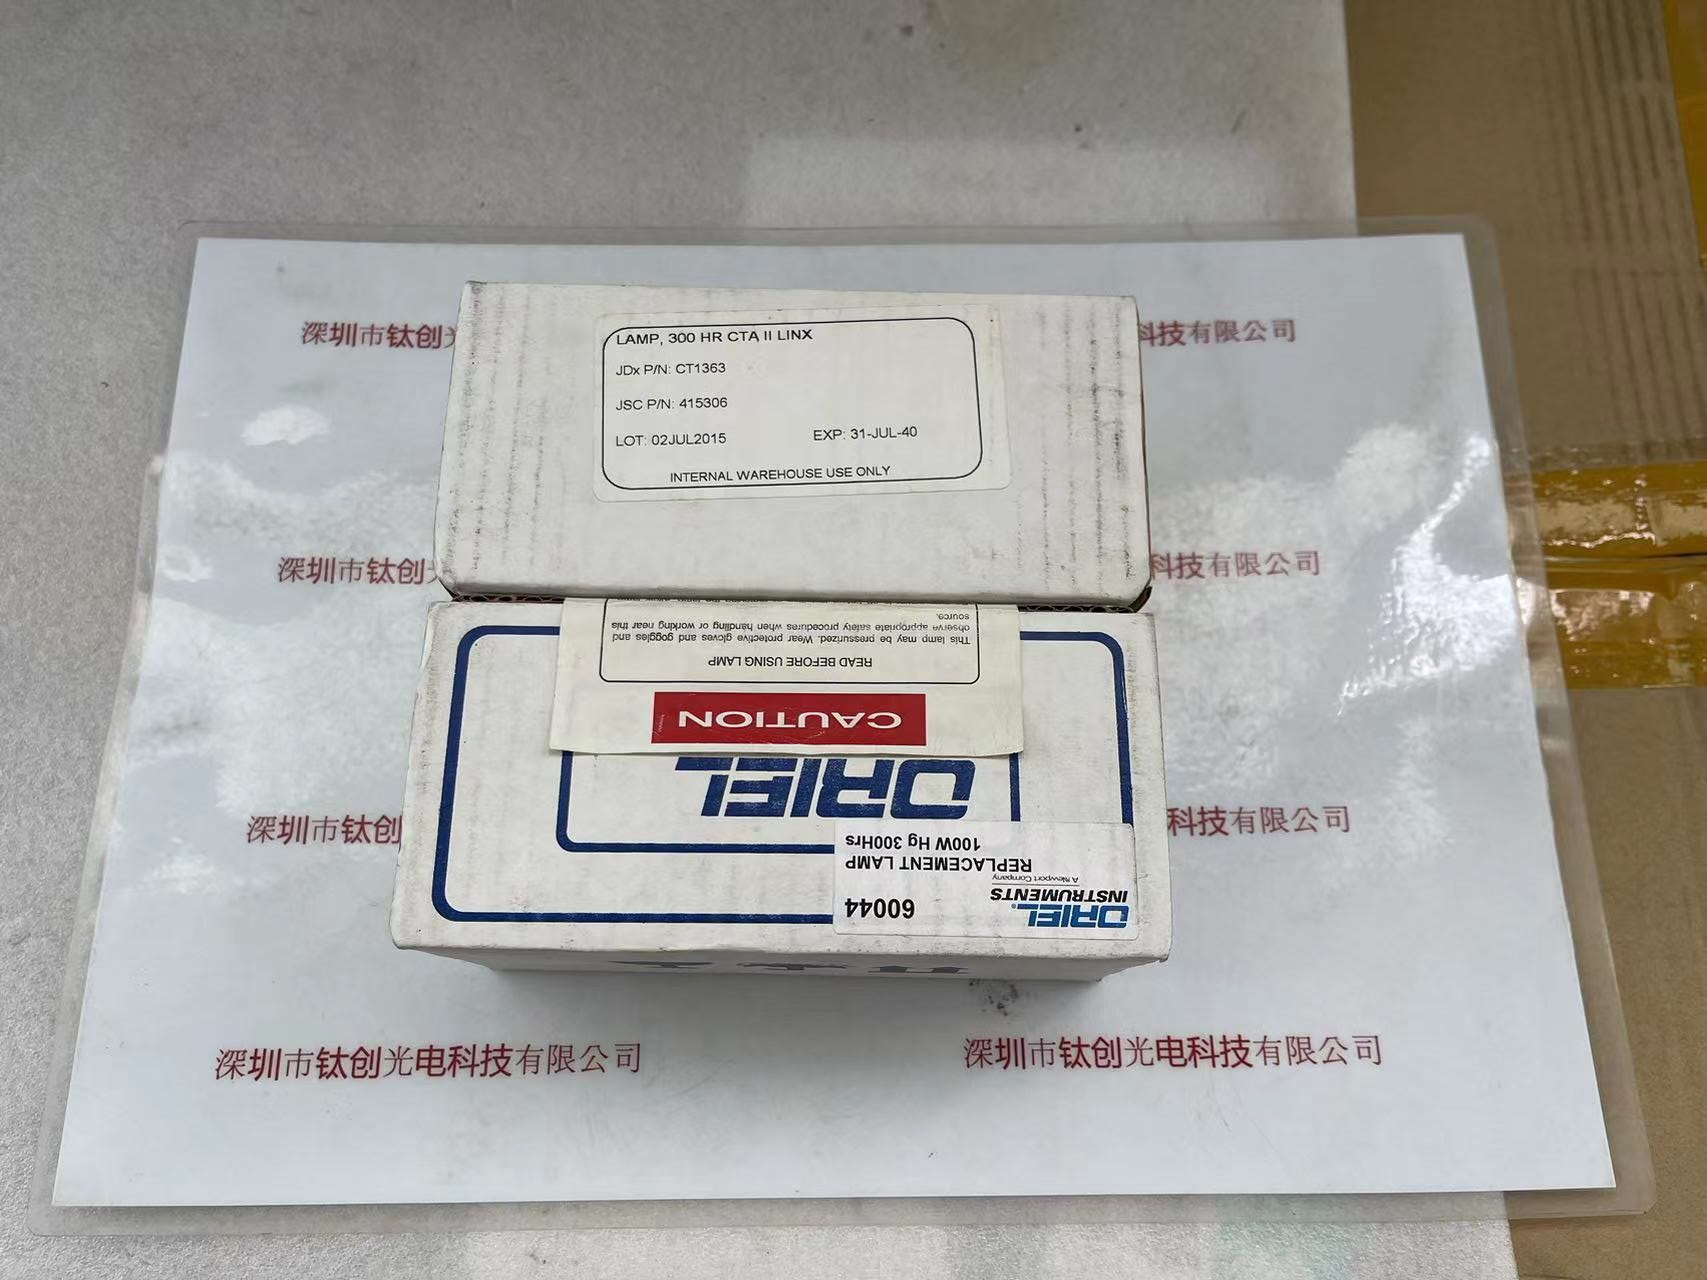 深圳市钛创
科技有限公司
LAMP, 300 HR CTA II LINX
JDx P/N: CT1363
JSC P/N: 415306
LOT: 02JUL2015 EXP: 31-JUL-40
INTERNAL WAREHOUSE USE ONLY
深圳市钛创
科技有限公司
CAUTION
READ BEFORE USING LAMP
This lamp may be pressurized. Wear protective gloves and goggles and
observe appropriate safety procedures when handling or working near this
source.
ORIEL
深圳市钛创
科技有限公司
ORIEL®
INSTRUMENTS
A Newport Company
60044
REPLACEMENT LAMP
100W Hg 300Hrs
深圳市钛创光电科技有限公司
深圳市钛创光电科技有限公司